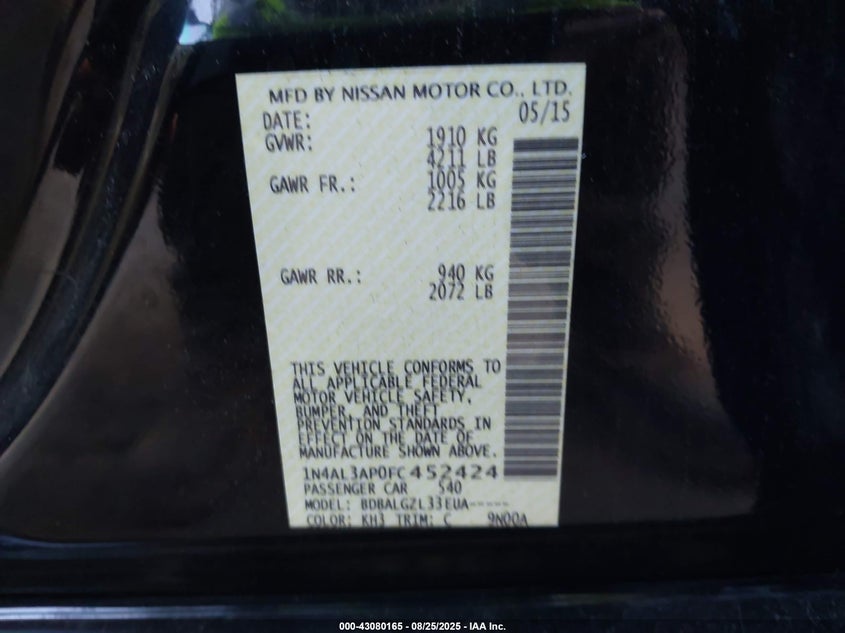 MFD BY NISSAN MOTOR CO., LTD.
DATE: 05/15
GVWR: 1910 KG
4211 LB
GAWR FR.: 1005 KG
2216 LB
GAWR RR.: 940 KG
2072 LB
THIS VEHICLE CONFORMS TO
ALL APPLICABLE FEDERAL
MOTOR VEHICLE SAFETY,
BUMPER, AND THEFT
PREVENTION STANDARDS IN
EFFECT ON THE DATE OF
MANUFACTURE SHOWN ABOVE.
1N4AL3AP0FC452424
PASSENGER CAR 540
MODEL: BDBALGZL33EUA-----
COLOR: KH3 TRIM: C 9N00A
000-43080165 - 08/25/2025 - IAA Inc.